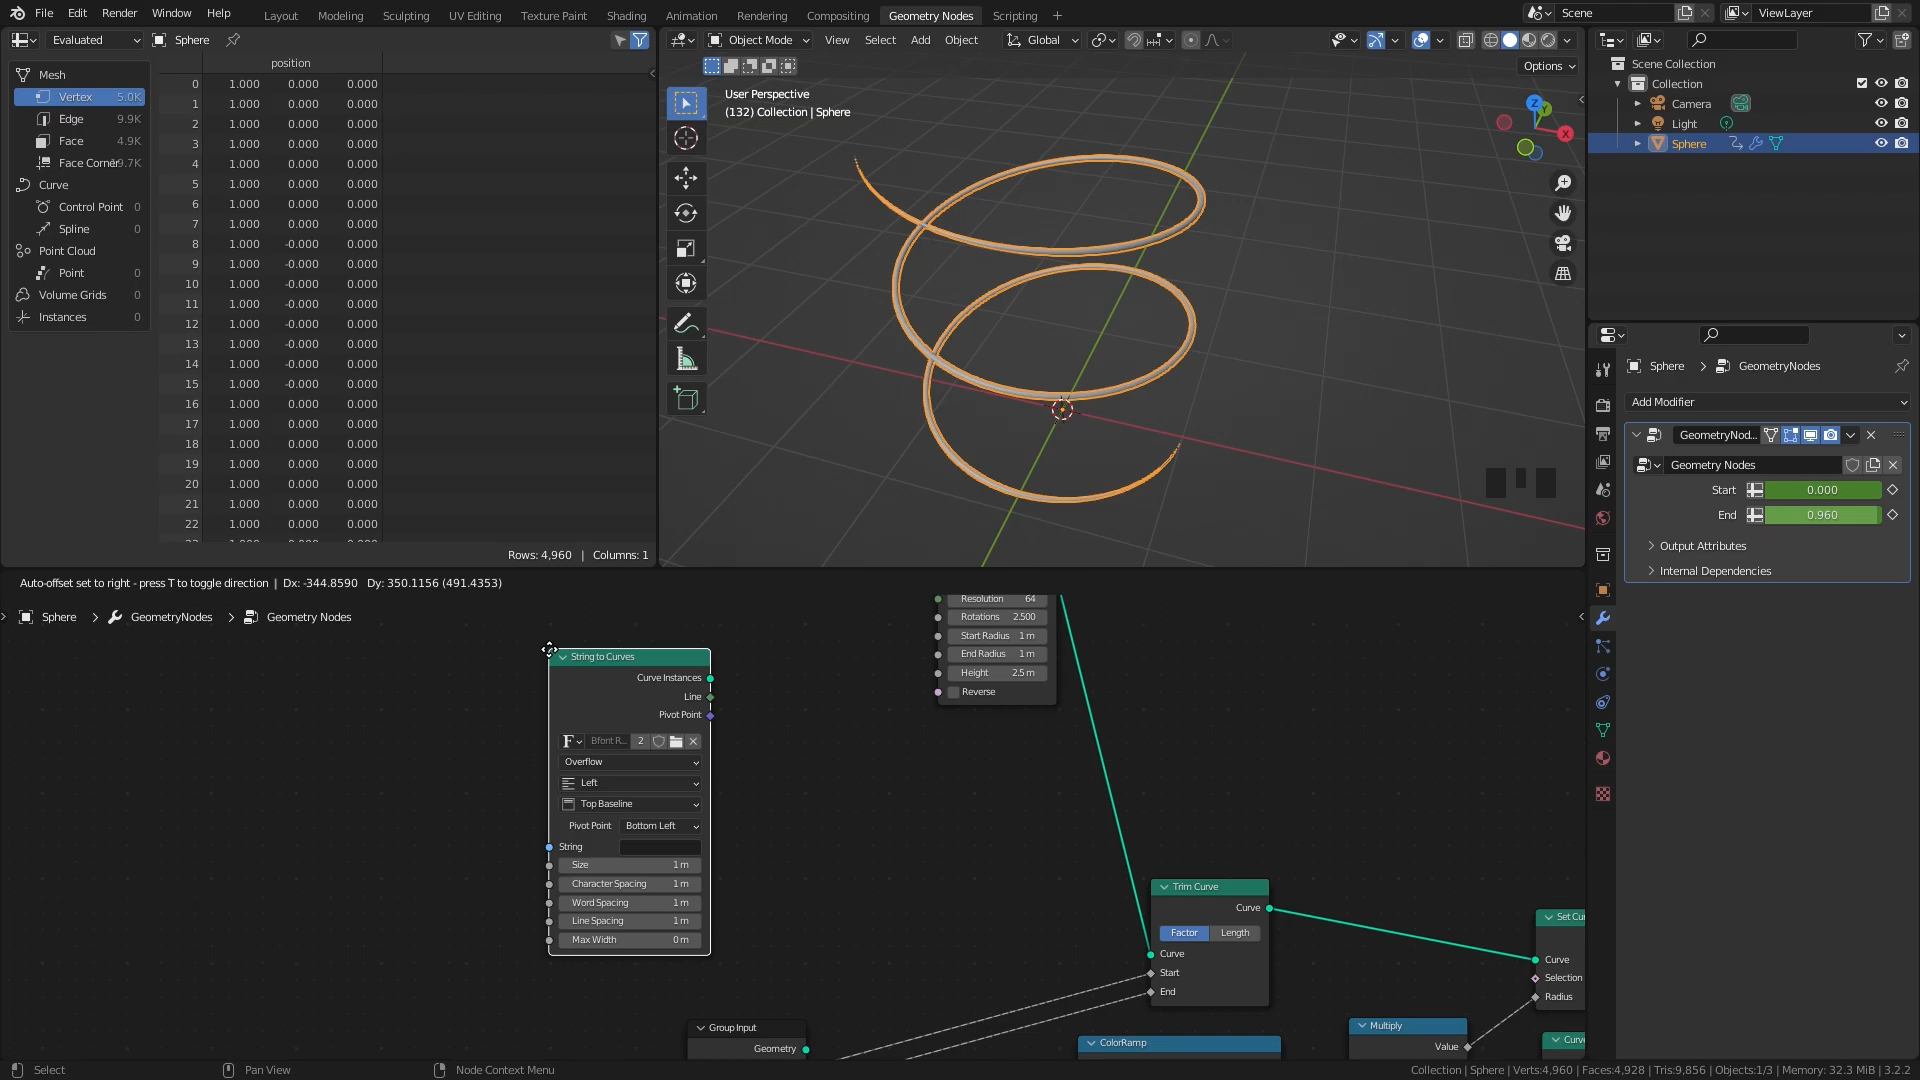 File Edit Render Window Help Layout Modeling Sculpting UV Editing Texture Paint Shading Animation Rendering Compositing Geometry Nodes Scripting + Scene ViewLayer
Evaluated Sphere
Object Mode View Select Add Object Global
Options
position
Mesh
Vertex 5.0K
Edge 9.9K
Face 4.9K
Face Corner
Curve
Control Point 0
Spline 0
Point Cloud
Point 0
Volume Grids 0
Instances 0
0 1.000 0.000 0.000
1 1.000 0.000 0.000
2 1.000 0.000 0.000
3 1.000 0.000 0.000
4 1.000 0.000 0.000
5 1.000 0.000 0.000
6 1.000 0.000 0.000
7 1.000 0.000 0.000
8 1.000 -0.000 0.000
9 1.000 -0.000 0.000
10 1.000 -0.000 0.000
11 1.000 -0.000 0.000
12 1.000 -0.000 0.000
13 1.000 -0.000 0.000
14 1.000 -0.000 0.000
15 1.000 -0.000 0.000
16 1.000 0.000 0.000
17 1.000 0.000 0.000
18 1.000 0.000 0.000
19 1.000 0.000 0.000
20 1.000 0.000 0.000
21 1.000 0.000 0.000
22 1.000 0.000 0.000
Rows: 4,960 | Columns: 1
User Perspective
(132) Collection | Sphere
Z
Y
X
Scene Collection
Collection
Camera
Light
Sphere
Sphere > GeometryNodes
Add Modifier
GeometryNod...
Geometry Nodes
Start 0.000
End 0.960
Output Attributes
Internal Dependencies
Auto-offset set to right - press T to toggle direction | Dx: -344.8590 Dy: 350.1156 (491.4353)
Sphere > GeometryNodes > Geometry Nodes
String to Curves
Curve Instances
Line
Pivot Point
F Bfont R... 2
Overflow
Left
Top Baseline
Pivot Point Bottom Left
String
Size 1 m
Character Spacing 1 m
Word Spacing 1 m
Line Spacing 1 m
Max Width 0 m
Resolution 64
Rotations 2.500
Start Radius 1 m
End Radius 1 m
Height 2.5 m
Reverse
Trim Curve
Curve
Factor Length
Curve
Start
End
Set Cur
Curve
Selection
Radius
Group Input
Geometry
ColorRamp
Multiply
Value
Curve
Select Pan View Node Context Menu
Collection | Sphere | Verts:4,960 | Faces:4,928 | Tris:9,856 | Objects:1/3 | Memory: 32.3 MiB | 3.2.2